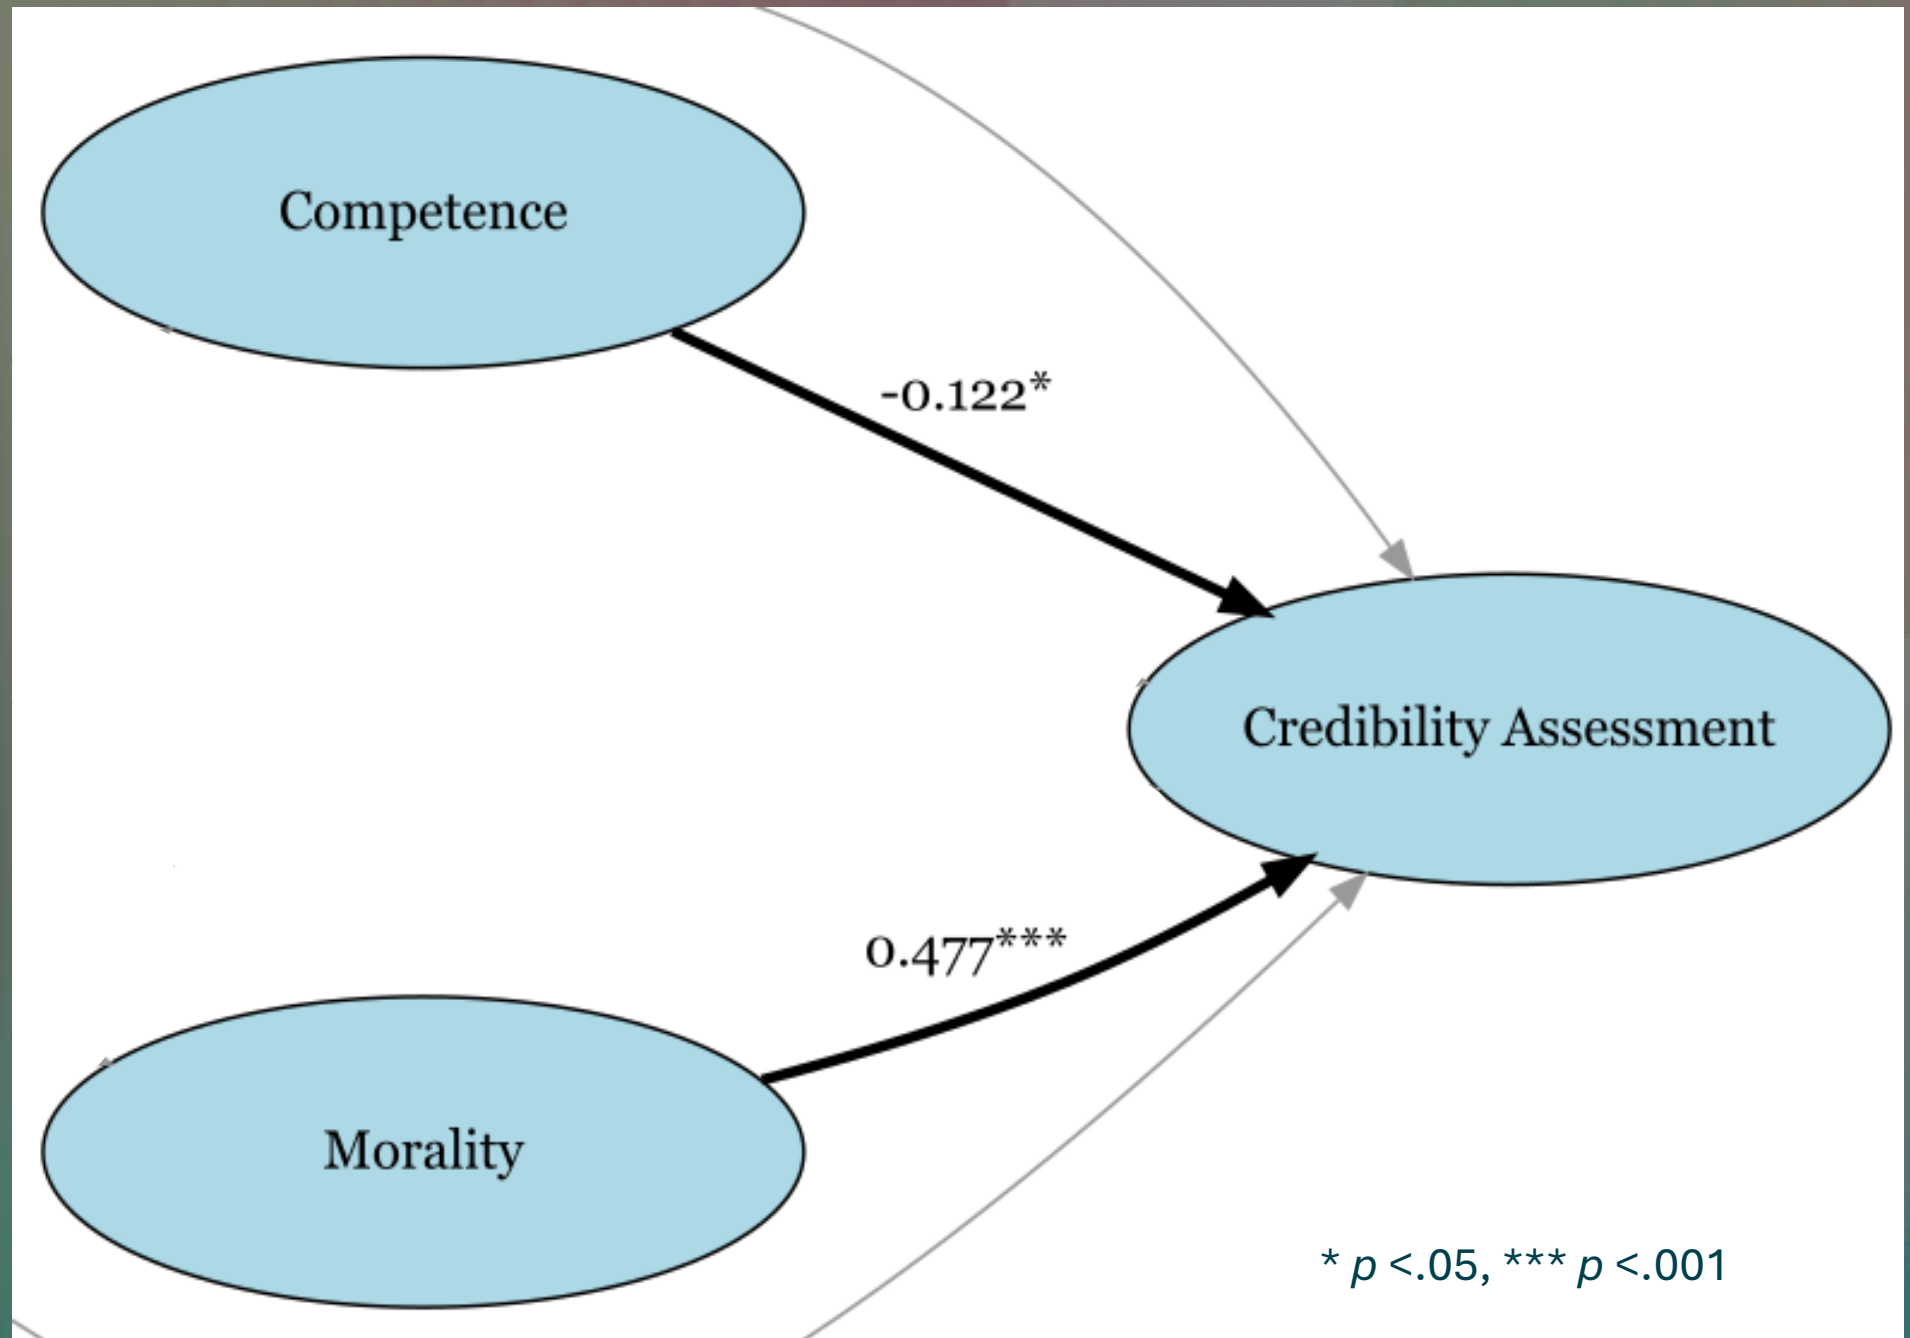 Competence
-0.122*
Credibility Assessment
0.477***
Morality
* p <.05, *** p <.001